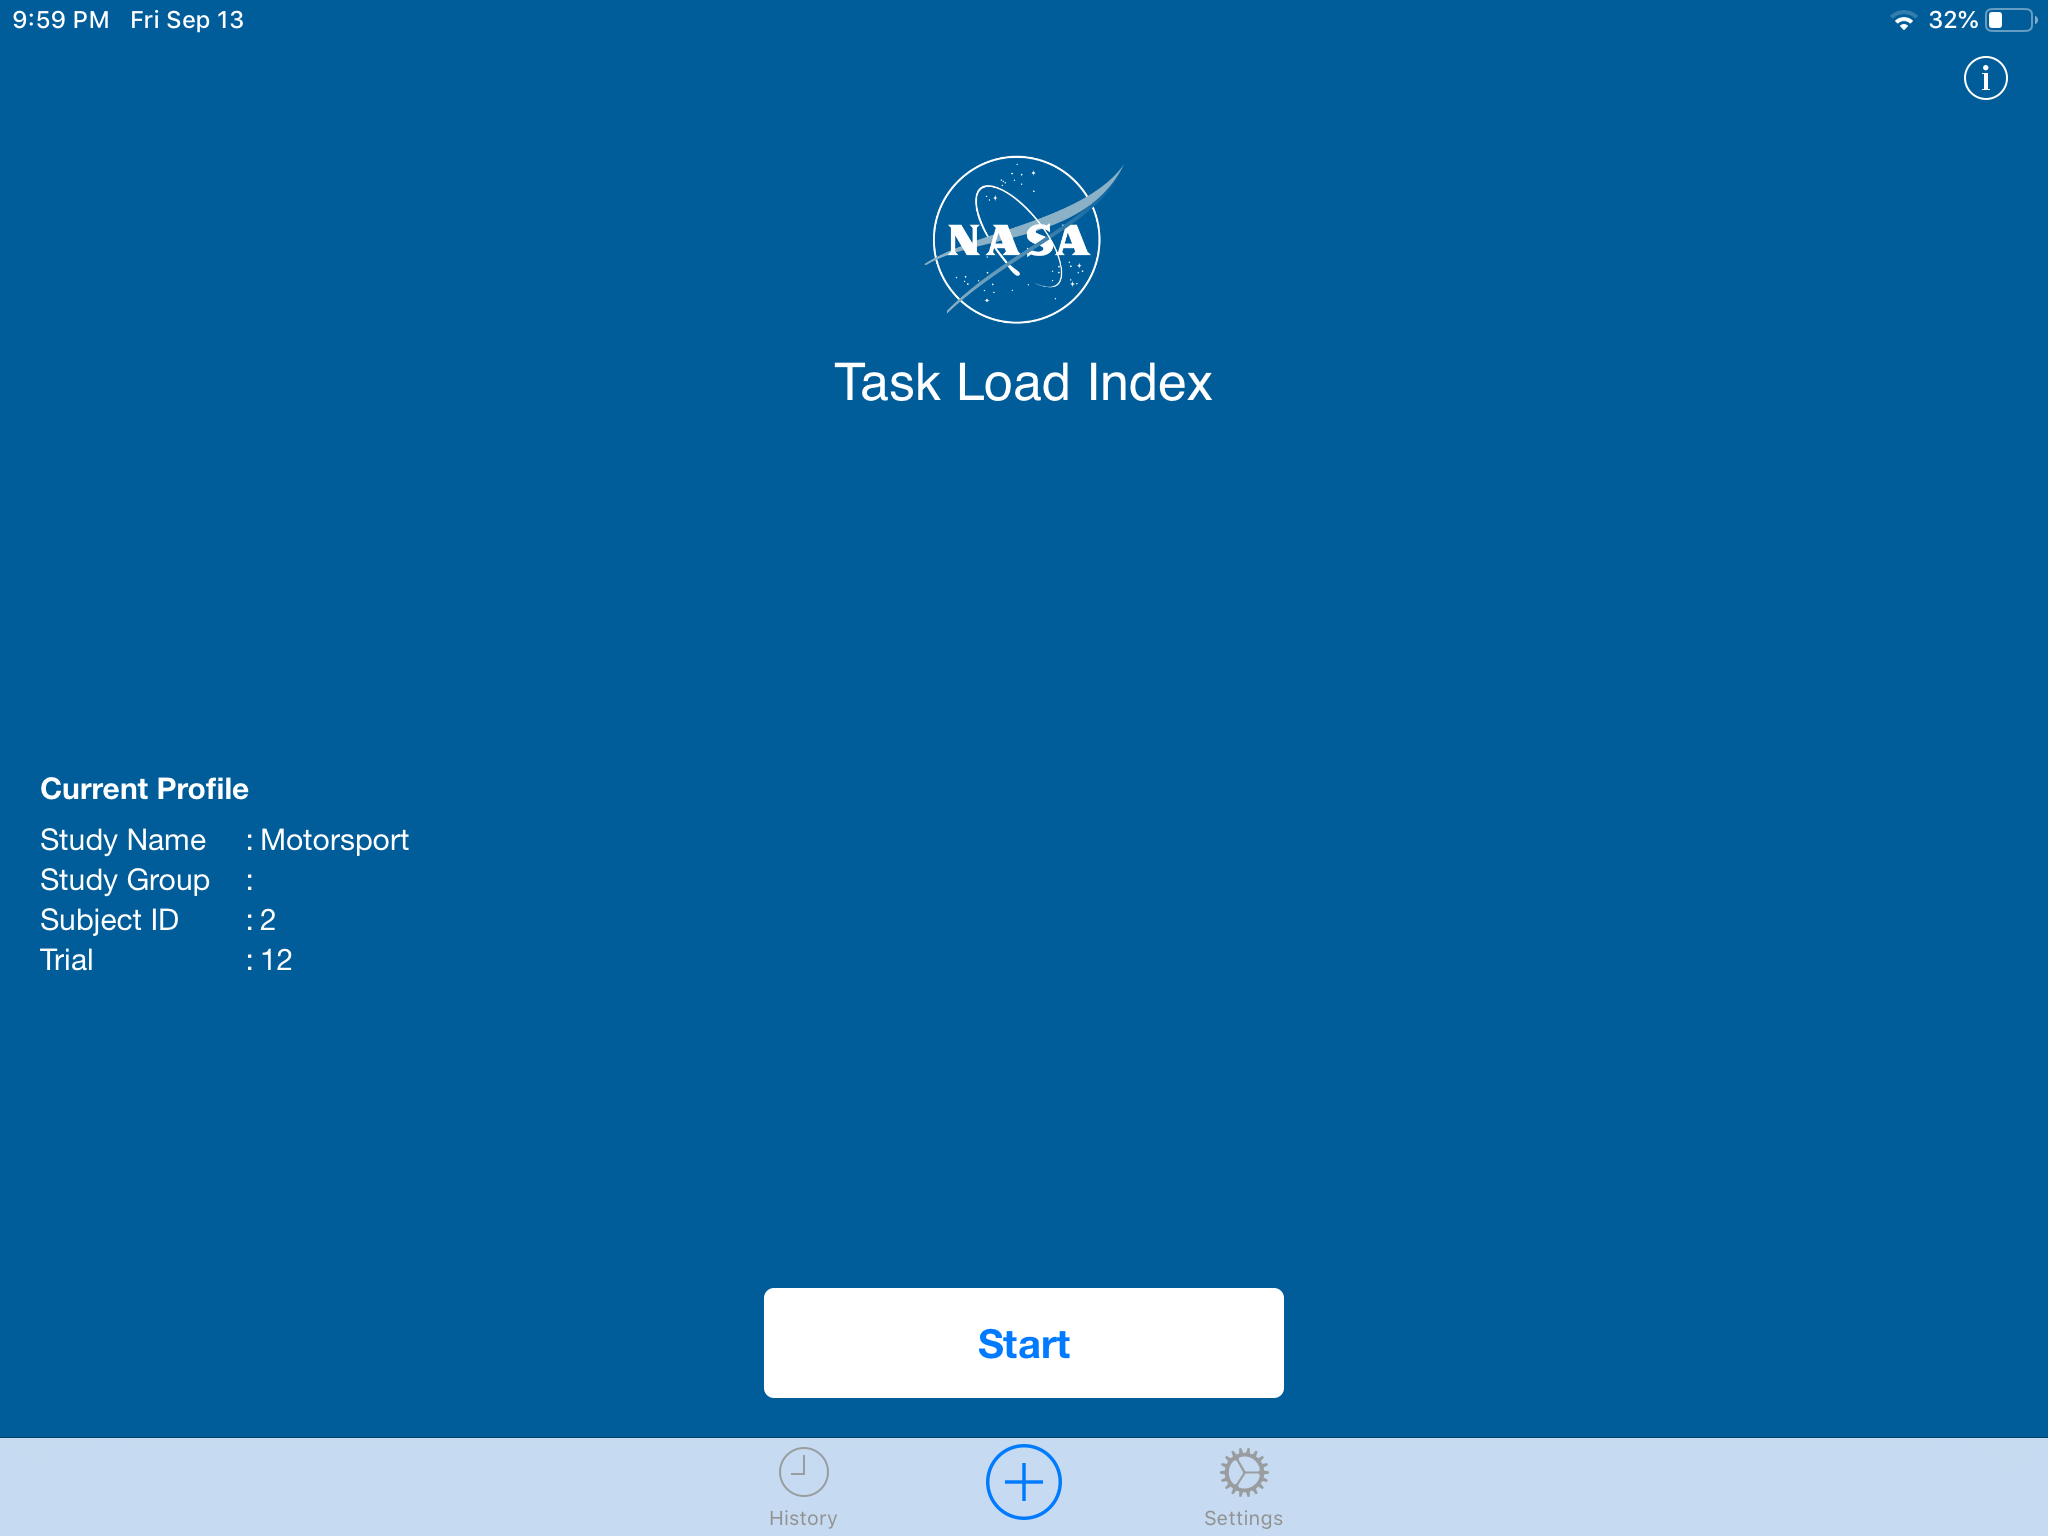 9:59 PM Fri Sep 13 32%
i
NASA
Task Load Index
Current Profile
Study Name : Motorsport
Study Group :
Subject ID : 2
Trial : 12
Start
History Settings